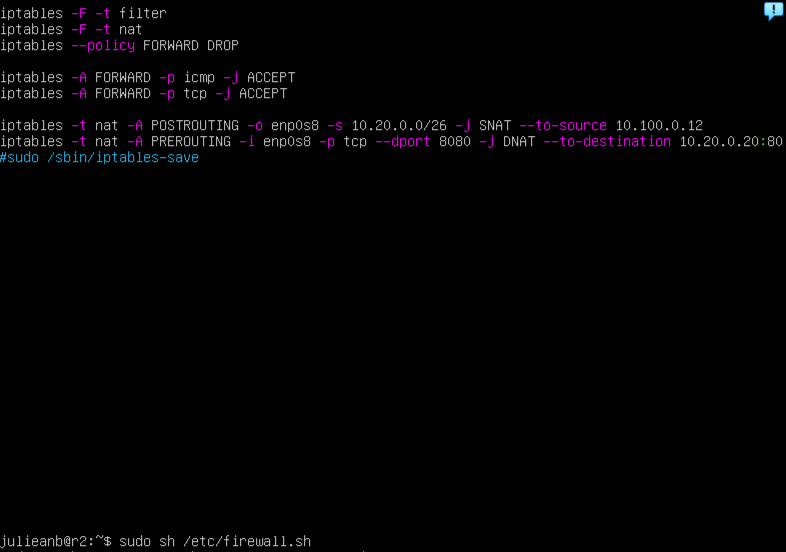 iptables -F -t filter
iptables -F -t nat
iptables --policy FORWARD DROP
iptables -A FORWARD -p icmp -j ACCEPT
iptables -A FORWARD -p tcp -j ACCEPT
iptables -t nat -A POSTROUTING -o enp0s8 -s 10.20.0.0/26 -j SNAT --to-source 10.100.0.12
iptables -t nat -A PREROUTING -i enp0s8 -p tcp --dport 8080 -j DNAT --to-destination 10.20.0.20:80
#sudo /sbin/iptables-save
julieanb@r2:~$ sudo sh /etc/firewall.sh